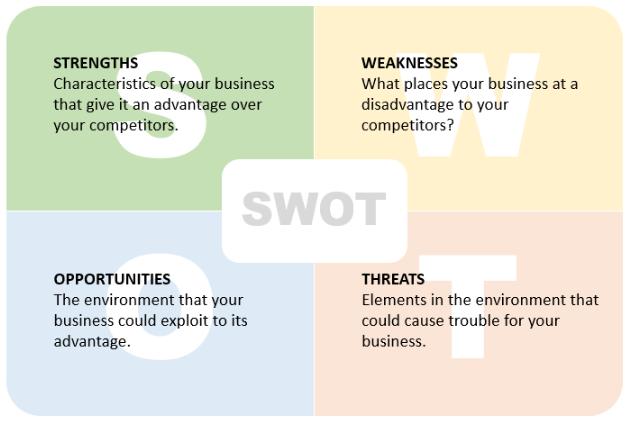 S
STRENGTHS
Characteristics of your business
that give it an advantage over
your competitors.
W
WEAKNESSES
What places your business at a
disadvantage to your
competitors?
SWOT
O
OPPORTUNITIES
The environment that your
business could exploit to its
advantage.
T
THREATS
Elements in the environment that
could cause trouble for your
business.